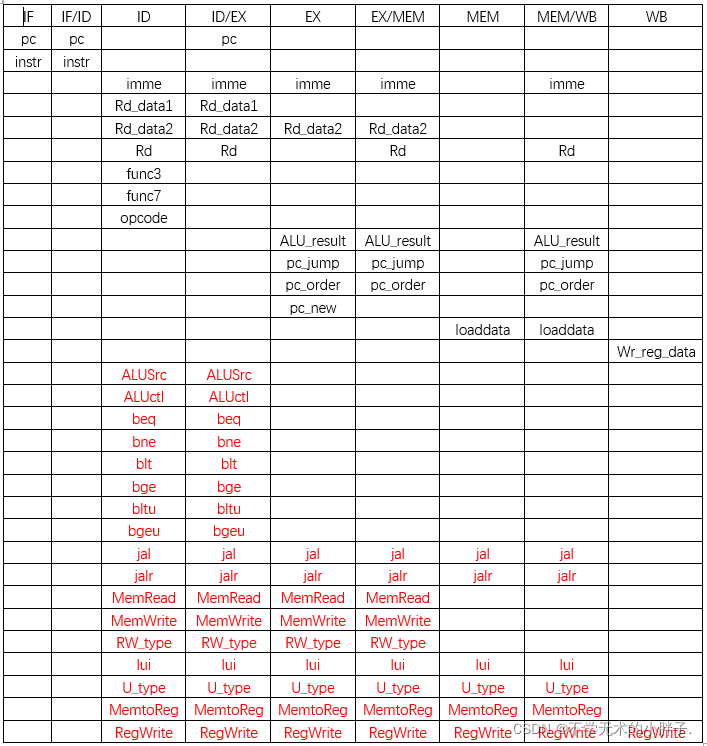 IF IF/ID ID ID/EX EX EX/MEM MEM MEM/WB WB
pc pc pc
instr instr
imme imme imme imme imme
Rd_data1 Rd_data1
Rd_data2 Rd_data2 Rd_data2 Rd_data2
Rd Rd Rd Rd
func3
func7
opcode
ALU_result ALU_result ALU_result
pc_jump pc_jump pc_jump
pc_order pc_order pc_order
pc_new
loaddata loaddata
Wr_reg_data
ALUSrc ALUSrc
ALUctl ALUctl
beq beq
bne bne
blt blt
bge bge
bltu bltu
bgeu bgeu
jal jal jal jal jal jal
jalr jalr jalr jalr jalr jalr
MemRead MemRead MemRead MemRead
MemWrite MemWrite MemWrite MemWrite
RW_type RW_type RW_type RW_type
lui lui lui lui lui lui
U_type U_type U_type U_type U_type U_type
MemtoReg MemtoReg MemtoReg MemtoReg MemtoReg MemtoReg
RegWrite RegWrite RegWrite RegWrite RegWrite RegWrite RegWrite
CSDN @不学无术的小胖子.